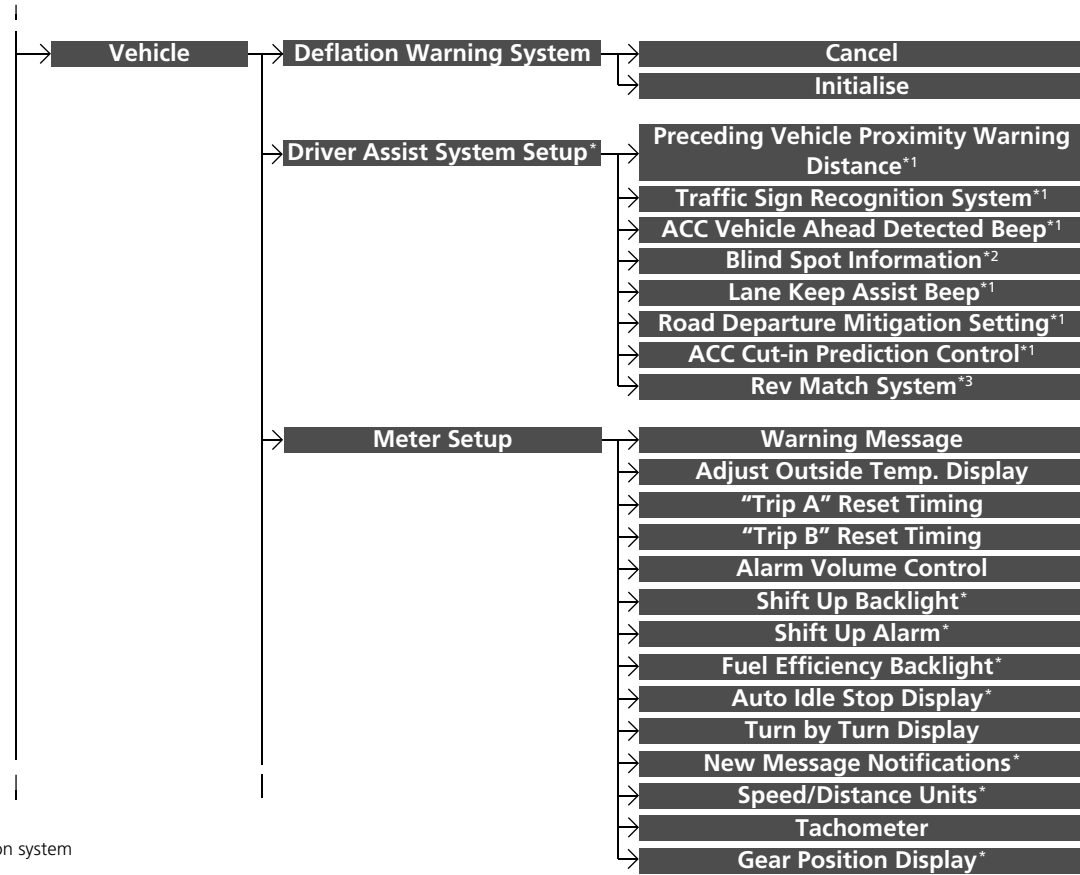 Vehicle
Deflation Warning System
Cancel
Initialise
Driver Assist System Setup*
Preceding Vehicle Proximity Warning
Distance*1
Traffic Sign Recognition System*1
ACC Vehicle Ahead Detected Beep*1
Blind Spot Information*2
Lane Keep Assist Beep*1
Road Departure Mitigation Setting*1
ACC Cut-in Prediction Control*1
Rev Match System*3
Meter Setup
Warning Message
Adjust Outside Temp. Display
“Trip A” Reset Timing
“Trip B” Reset Timing
Alarm Volume Control
Shift Up Backlight*
Shift Up Alarm*
Fuel Efficiency Backlight*
Auto Idle Stop Display*
Turn by Turn Display
New Message Notifications*
Speed/Distance Units*
Tachometer
Gear Position Display*
system